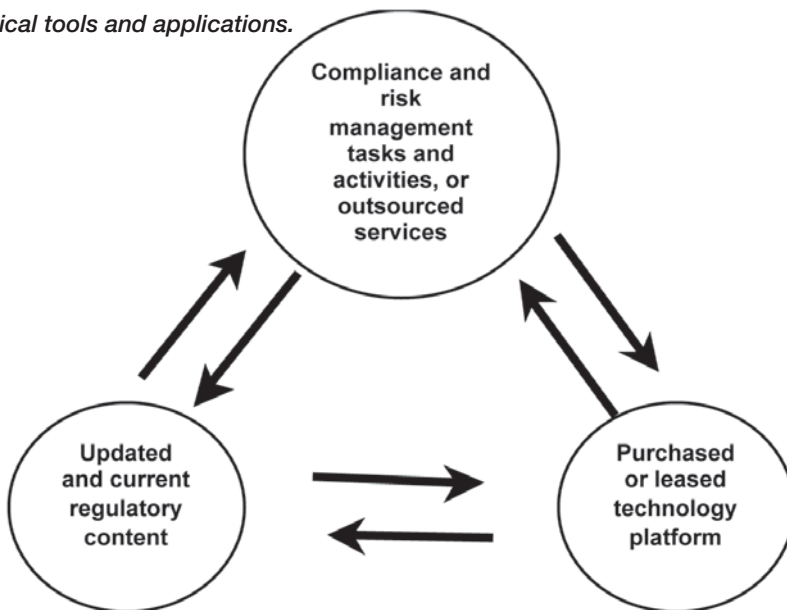 ical tools and applications.
Compliance and
risk
management
tasks and
activities, or
outsourced
services
Updated
and current
regulatory
content
Purchased
or leased
technology
platform